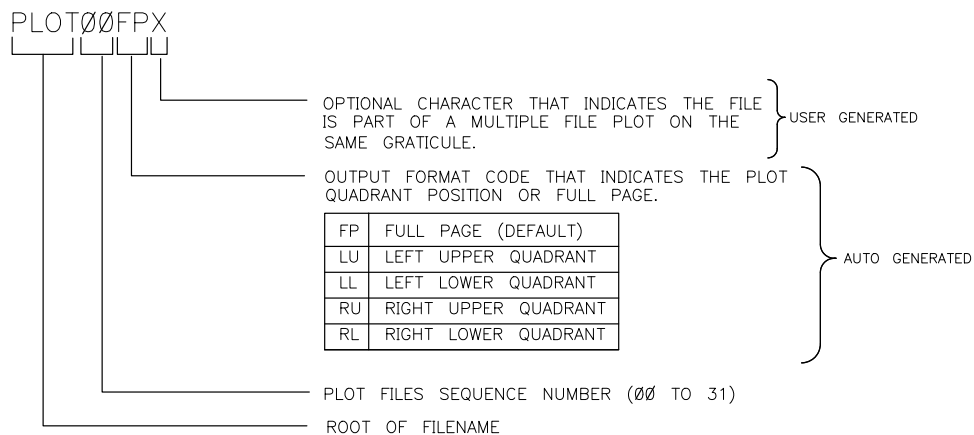 PLOTØØFPX
OPTIONAL CHARACTER THAT INDICATES THE FILE
IS PART OF A MULTIPLE FILE PLOT ON THE
SAME GRATICULE.
USER GENERATED
OUTPUT FORMAT CODE THAT INDICATES THE PLOT
QUADRANT POSITION OR FULL PAGE.
FP FULL PAGE (DEFAULT)
LU LEFT UPPER QUADRANT
LL LEFT LOWER QUADRANT
RU RIGHT UPPER QUADRANT
RL RIGHT LOWER QUADRANT
AUTO GENERATED
PLOT FILES SEQUENCE NUMBER (ØØ TO 31)
ROOT OF FILENAME